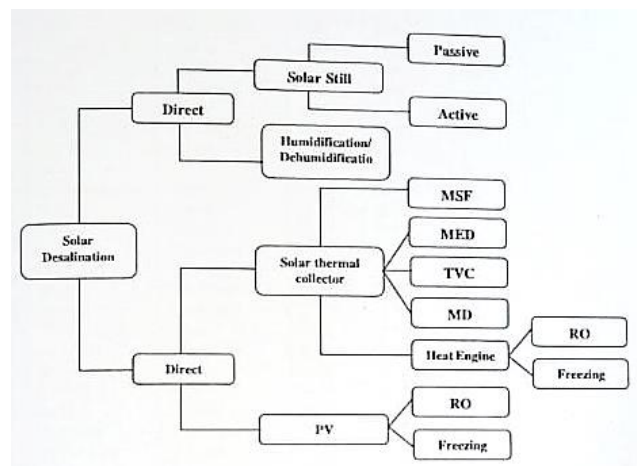 Passive
Solar Still
Direct
Active
Humidification/
Dehumidificatio
MSF
Solar
Desalination
MED
Solar thermal
collector
TVC
MD
RO
Direct
Heat Engine
Freezing
RO
PV
Freezing